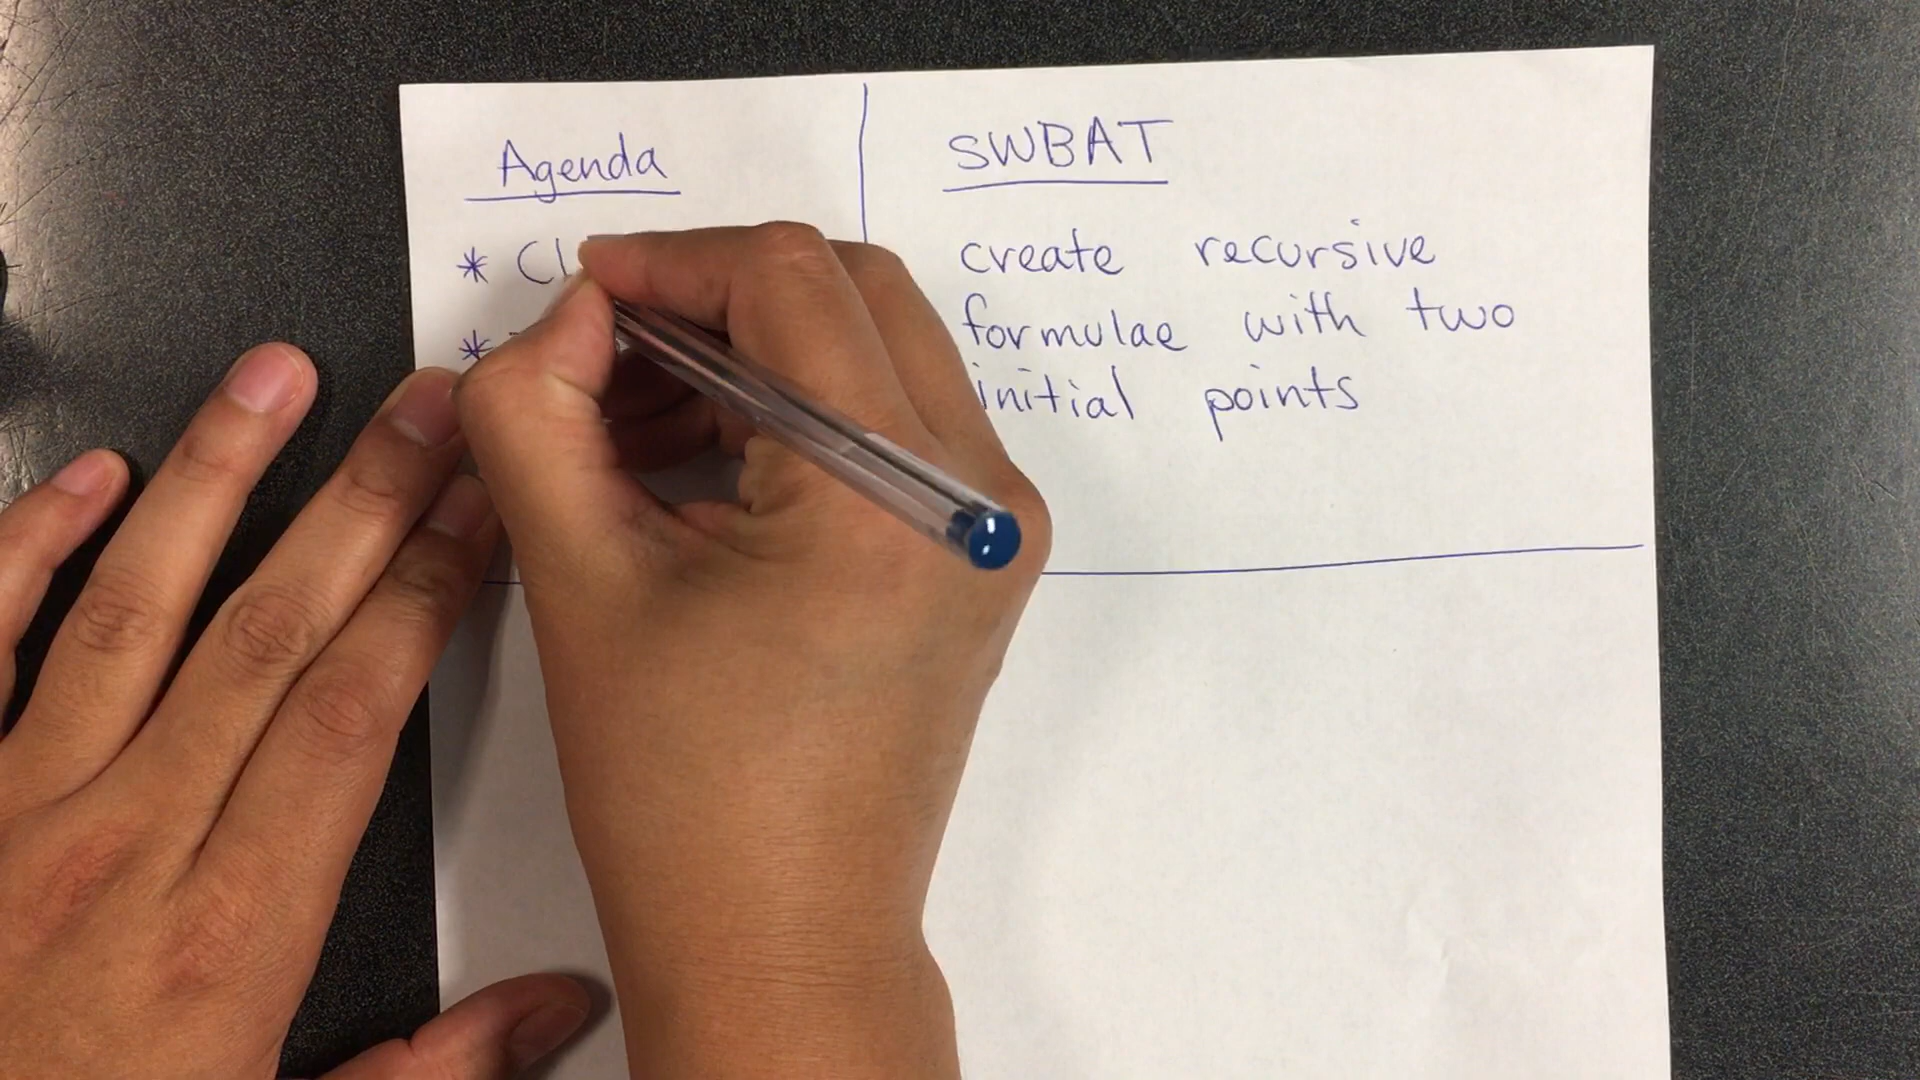 Agenda
*
*
SWBAT
create recursive
formulae with two
initial points